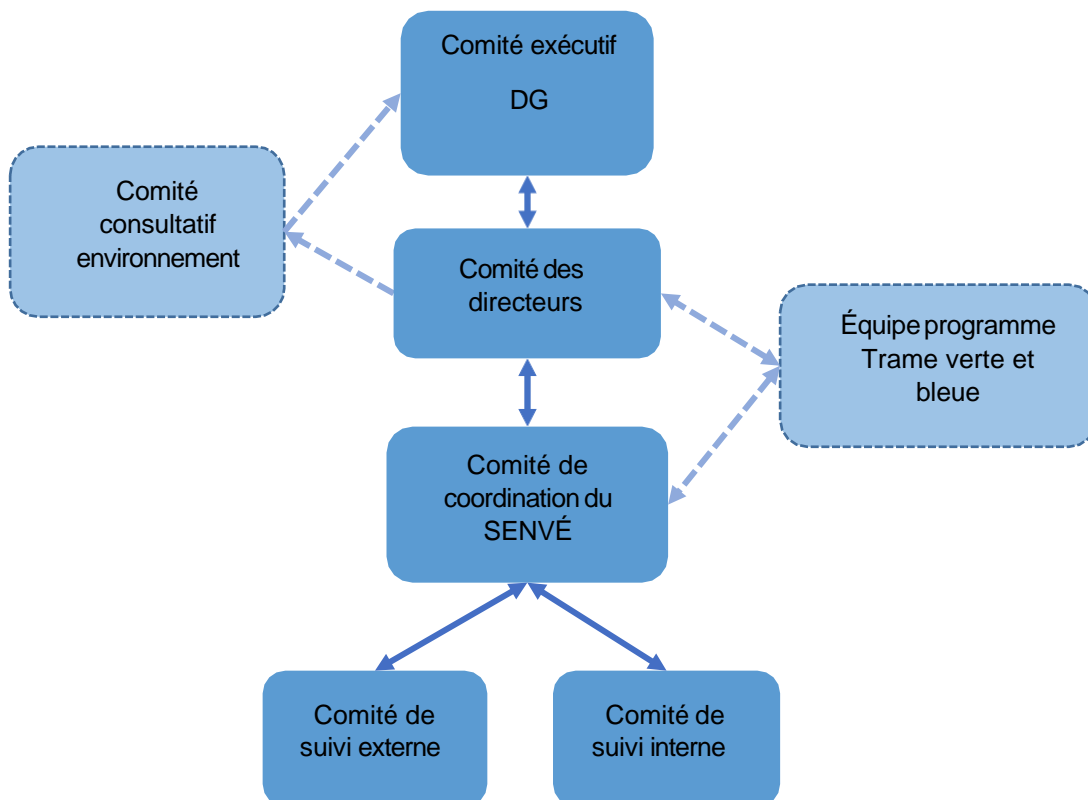 Comité exécutif
DG
Comité
consultatif
environnement
Comité des
directeurs
Équipe programme
Trame verte et
bleue
Comité de
coordination du
SENVÉ
Comité de
suivi externe
Comité de
suivi interne